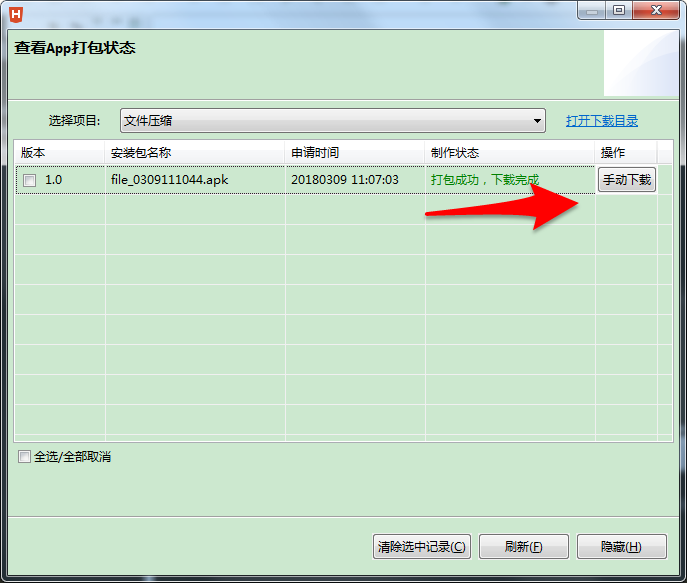 H
查看App打包状态
选择项目: 文件压缩 打开下载目录
版本 安装包名称 申请时间 制作状态 操作
1.0 file_0309111044.apk 20180309 11:07:03 打包成功，下载完成 手动下载
全选/全部取消
清除选中记录(C) 刷新(F) 隐藏(H)